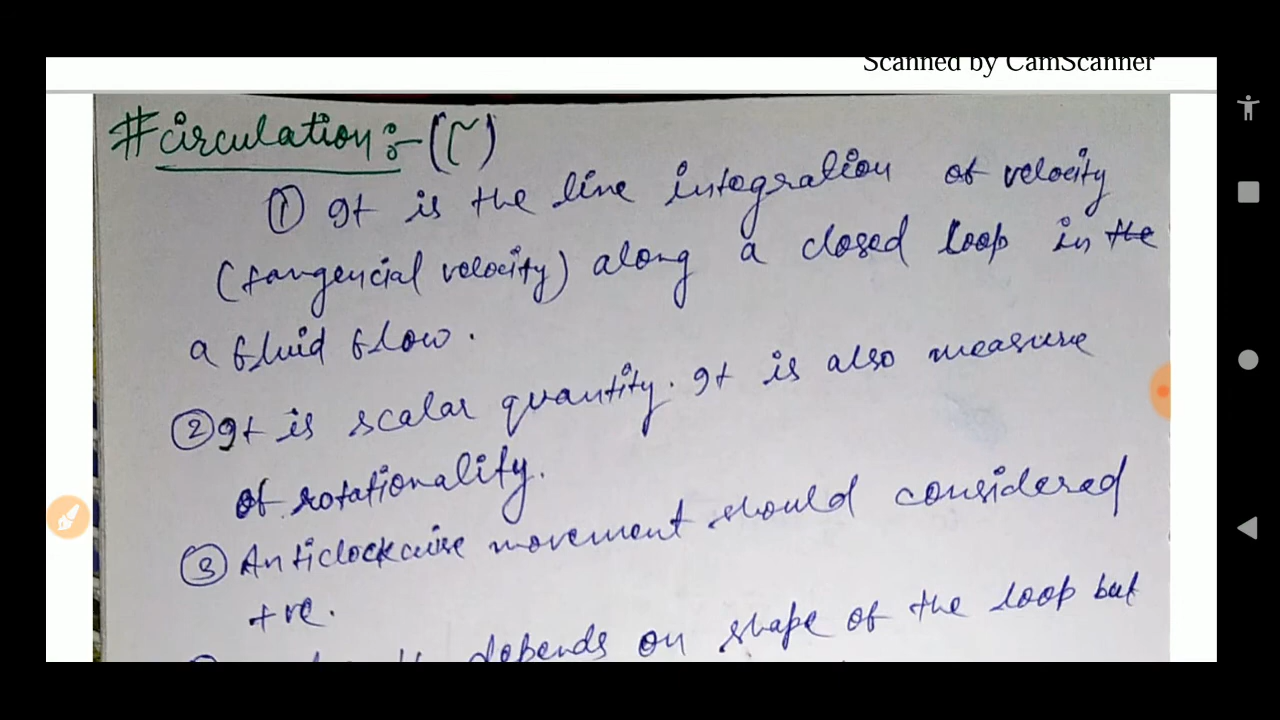 Scanned by CamScanner
#circulation :- (Γ)
① It is the line integration of velocity
(tangencial velocity) along a closed loop in the
a fluid flow.
② It is scalar quantity. It is also measure
of rotationality.
③ Anticlockwise movement should considered
+ve.
depends on shape of the loop but